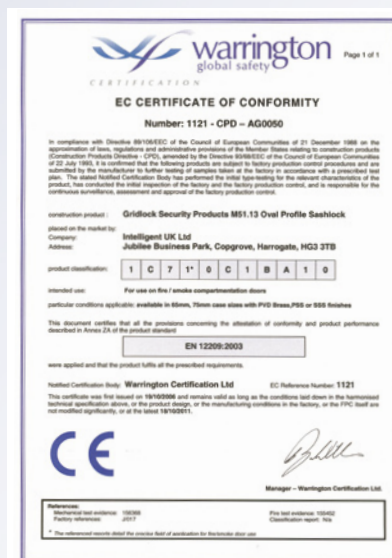 warrington
global safety
Page 1 of 1
CERTIFICATION
EC CERTIFICATE OF CONFORMITY
Number: 1121 - CPD – AG0050
In compliance with Directive 89/106/EEC of the Council of European Communities of 21 December 1988 on the
approximation of laws, regulations and administrative provisions of the Member States relating to construction products
(Construction Products Directive - CPD), amended by the Directive 93/68/EEC of the Council of European Communities
of 22 July 1993, it is confirmed that the following products are subject to factory production control procedures and are
submitted by the manufacturer to further testing of samples taken at the factory in accordance with a prescribed test
plan. The stated Notified Certification Body has performed the initial type-testing for the relevant characteristics of the
product, has conducted the initial inspection of the factory and the factory production control, and is responsible for the
continuous surveillance, assessment and approval of the factory production control.
construction product : Gridlock Security Products M51.13 Oval Profile Sashlock
placed on the market by:
Company: Intelligent UK Ltd
Address: Jubilee Business Park, Copgrove, Harrogate, HG3 3TB
product classification: 1 C 7 1* 0 C 1 B A 1 0
intended use: For use on fire / smoke compartmentation doors
particular conditions applicable: available in 65mm, 75mm case sizes with PVD Brass,PSS or SSS finishes
This document certifies that all the provisions concerning the attestation of conformity and product performance
described in Annex ZA of the product standard
EN 12209:2003
were applied and that the product fulfils all the prescribed requirements.
Notified Certification Body: Warrington Certification Ltd EC Reference Number: 1121
This certificate was first issued on 19/10/2006 and remains valid as long as the conditions laid down in the harmonised
technical specification above, or the product design, or the manufacturing conditions in the factory, or the FPC itself are
not modified significantly, or at the latest 18/10/2011.
CE
Manager – Warrington Certification Ltd.
References:
Mechanical test evidence:
Fire test evidence:
Factory references: J/017
Classification report: N/a
* The referenced reports detail the precise field of application for fire/smoke door use